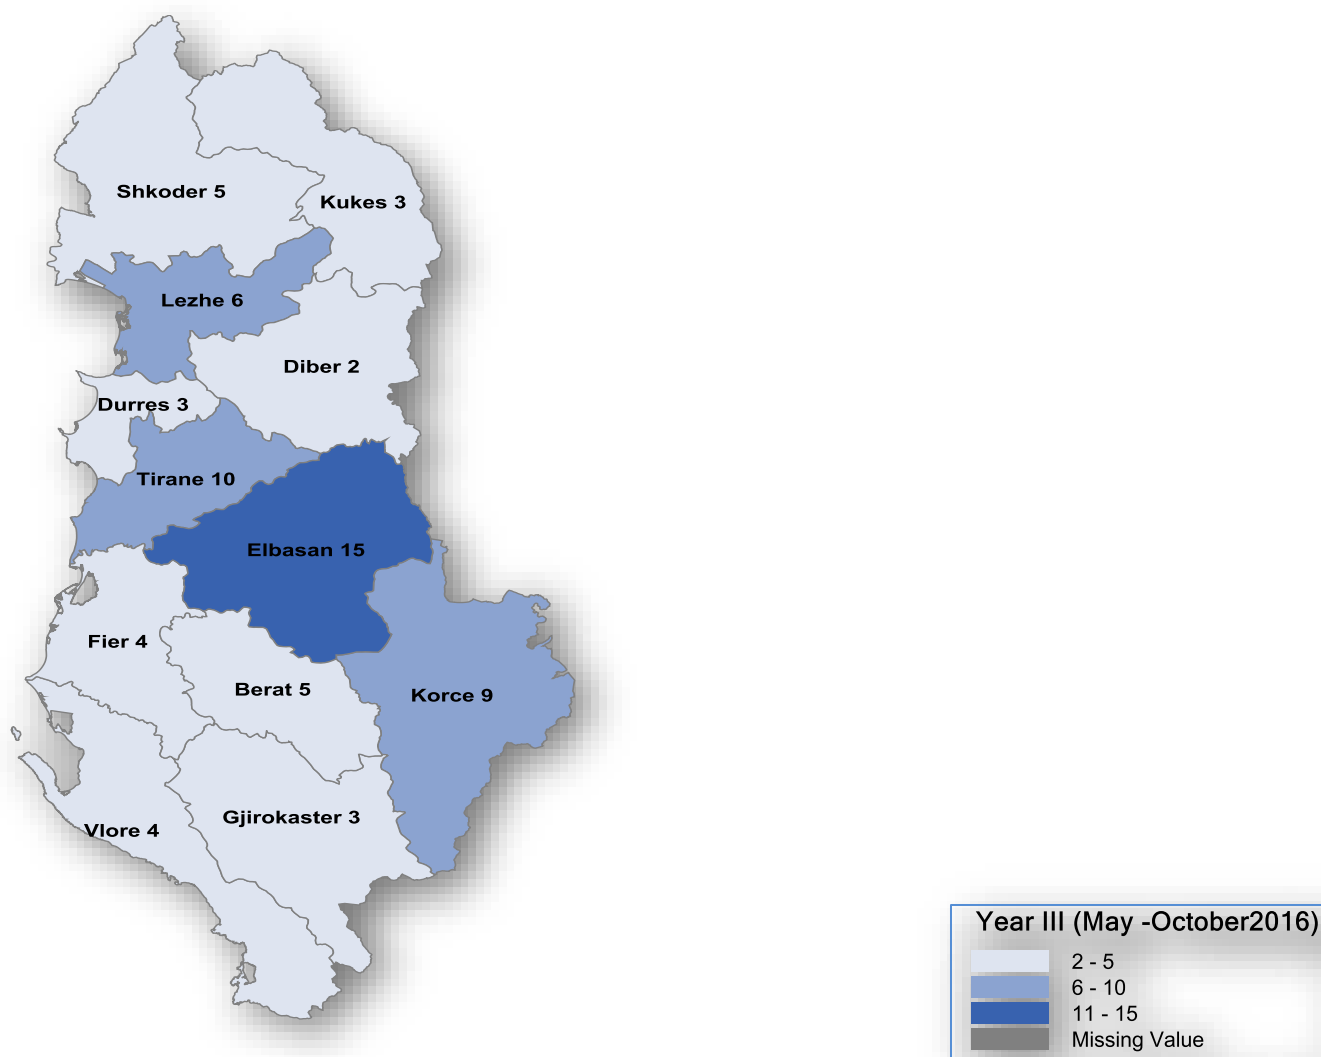 Shkoder 5
Kukes 3
Lezhe 6
Diber 2
Durres 3
Tirane 10
Elbasan 15
Fier 4
Berat 5
Korce 9
Gjirokaster 3
Vlore 4
Year III (May -October2016)
2 - 5
6 - 10
11 - 15
Missing Value